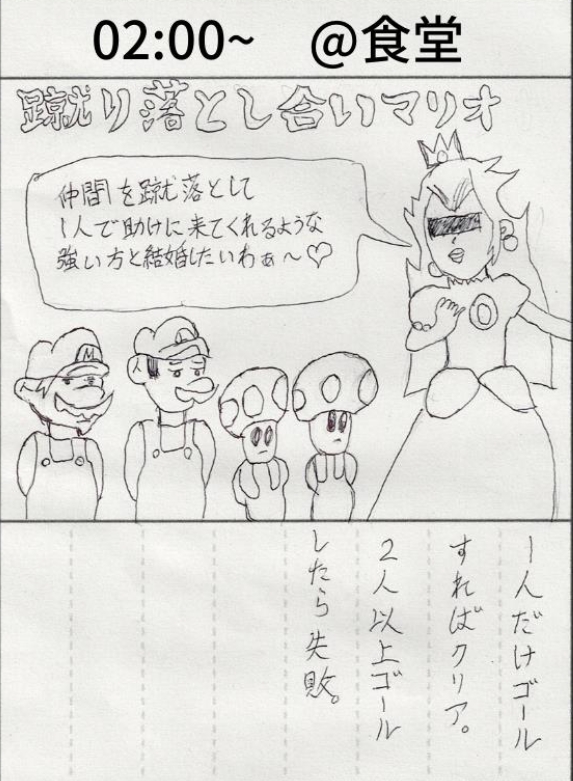 02:00~ @食堂
蹴り落とし合いマリオ
仲間を蹴落として
1人で助けに来てくれるような
強い方と結婚したいわぁ～♡
M
1人だけゴール
すればクリア。
2人以上ゴール
したら失敗。